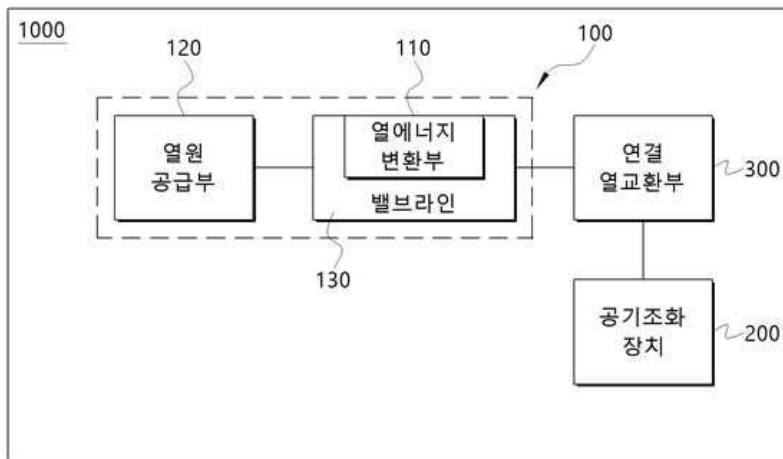 1000
120
110
100
열원
공급부
열에너지
변환부
밸브라인
연결
열교환부
300
130
공기조화
장치
200